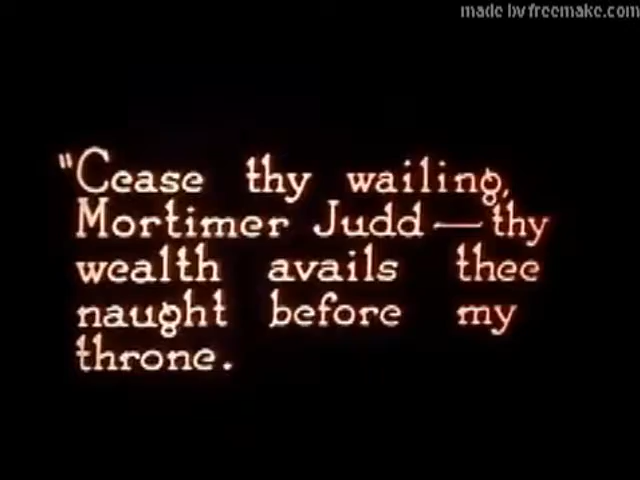 made by freemake.com
"Cease thy wailing,
Mortimer Judd—thy
wealth avails thee
naught before my
throne.